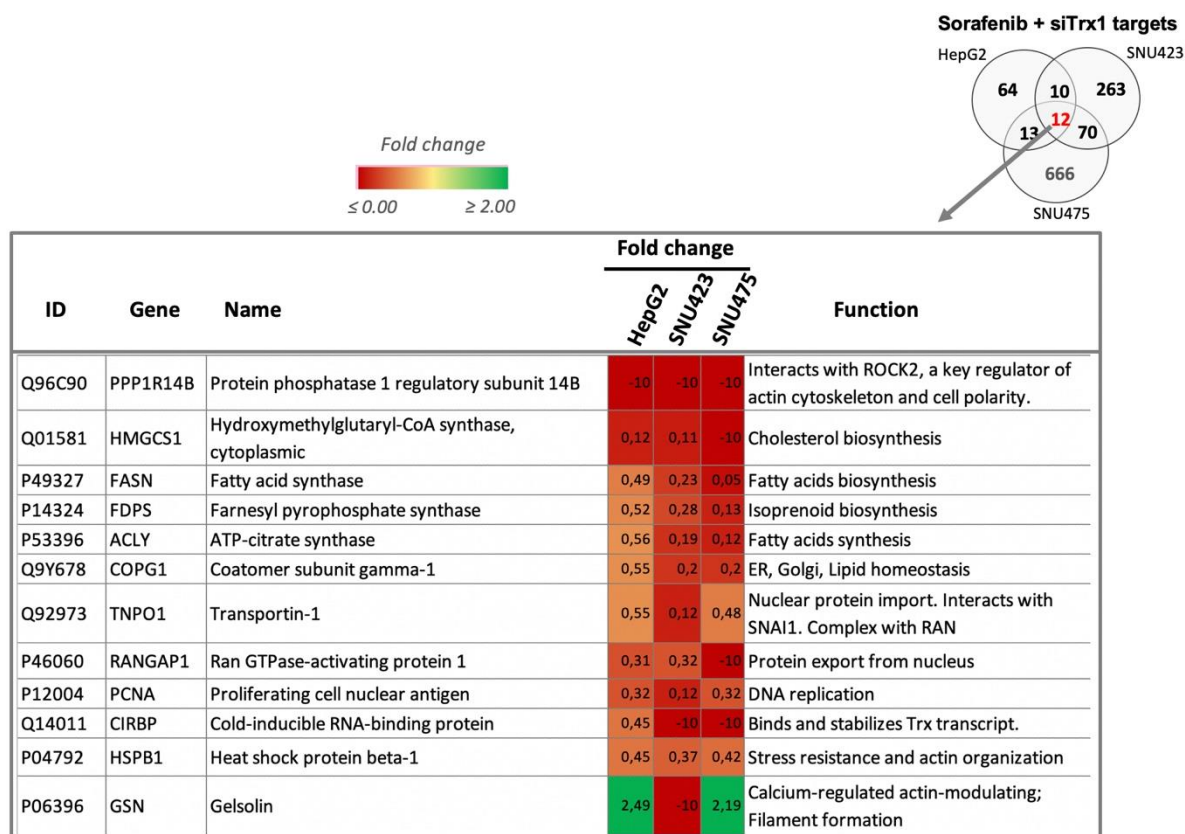 Sorafenib + siTrx1 targets
HepG2
SNU423
64
10
263
12
13
70
666
SNU475
Fold change
≤ 0.00 ≥ 2.00
Fold change
ID Gene Name HepG2 SNU423 SNU475 Function
Q96C90 PPP1R14B Protein phosphatase 1 regulatory subunit 14B -10 -10 -10 Interacts with ROCK2, a key regulator of
actin cytoskeleton and cell polarity.
Q01581 HMGCS1 Hydroxymethylglutaryl-CoA synthase,
cytoplasmic 0,12 0,11 -10 Cholesterol biosynthesis
P49327 FASN Fatty acid synthase 0,49 0,23 0,05 Fatty acids biosynthesis
P14324 FDPS Farnesyl pyrophosphate synthase 0,52 0,28 0,13 Isoprenoid biosynthesis
P53396 ACLY ATP-citrate synthase 0,56 0,19 0,12 Fatty acids synthesis
Q9Y678 COPG1 Coatomer subunit gamma-1 0,55 0,2 0,2 ER, Golgi, Lipid homeostasis
Q92973 TNPO1 Transportin-1 0,55 0,12 0,48 Nuclear protein import. Interacts with
SNAI1. Complex with RAN
P46060 RANGAP1 Ran GTPase-activating protein 1 0,31 0,32 -10 Protein export from nucleus
P12004 PCNA Proliferating cell nuclear antigen 0,32 0,12 0,32 DNA replication
Q14011 CIRBP Cold-inducible RNA-binding protein 0,45 -10 -10 Binds and stabilizes Trx transcript.
P04792 HSPB1 Heat shock protein beta-1 0,45 0,37 0,42 Stress resistance and actin organization
P06396 GSN Gelsolin 2,49 -10 2,19 Calcium-regulated actin-modulating;
Filament formation